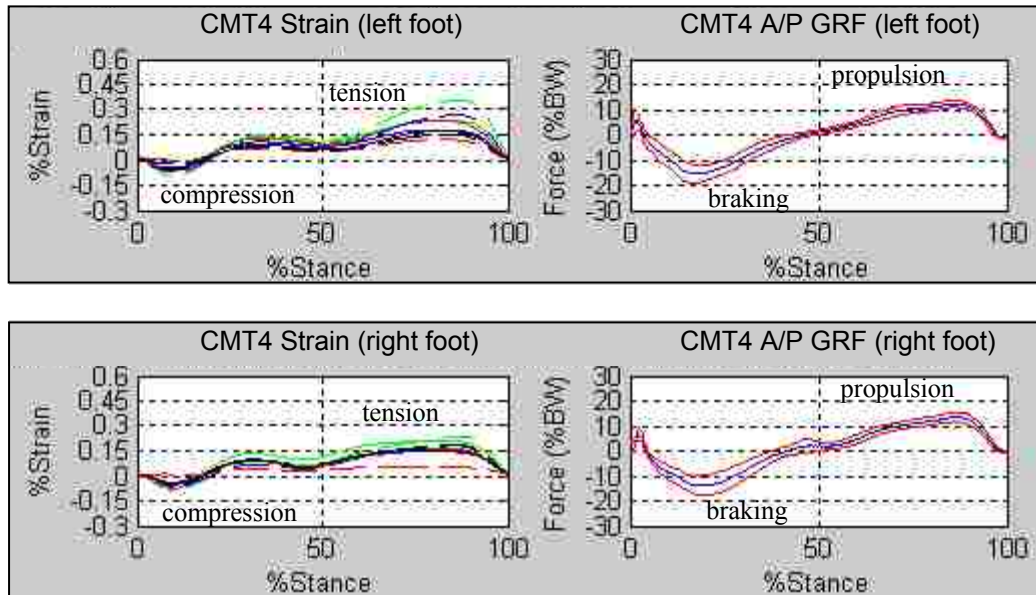 CMT4 Strain (left foot)
%Strain
0.6
0.45
0.3
0.15
0
-0.15
-0.3
tension
compression
0 50 100
%Stance
CMT4 A/P GRF (left foot)
Force (%BW)
30
20
10
0
-10
-20
-30
propulsion
braking
0 50 100
%Stance
CMT4 Strain (right foot)
%Strain
0.6
0.45
0.3
0.15
0
-0.15
-0.3
tension
compression
0 50 100
%Stance
CMT4 A/P GRF (right foot)
Force (%BW)
30
20
10
0
-10
-20
-30
propulsion
braking
0 50 100
%Stance